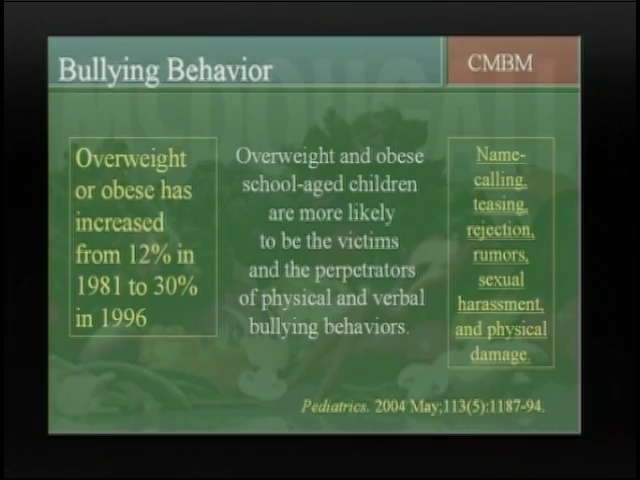 Bullying Behavior
CMBM
Overweight
or obese has
increased
from 12% in
1981 to 30%
in 1996
Overweight and obese
school-aged children
are more likely
to be the victims
and the perpetrators
of physical and verbal
bullying behaviors.
Name-
calling,
teasing,
rejection,
rumors,
sexual
harassment,
and physical
damage.
Pediatrics. 2004 May;113(5):1187-94.